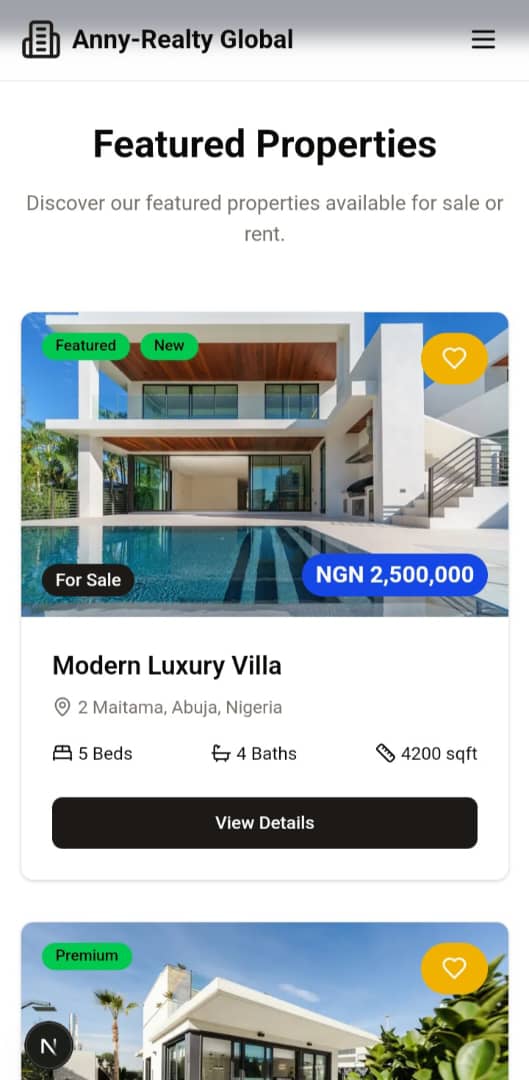 Anny-Realty Global
Featured Properties
Discover our featured properties available for sale or
rent.
Featured
New
For Sale
NGN 2,500,000
Modern Luxury Villa
2 Maitama, Abuja, Nigeria
5 Beds
4 Baths
4200 sqft
View Details
Premium
N